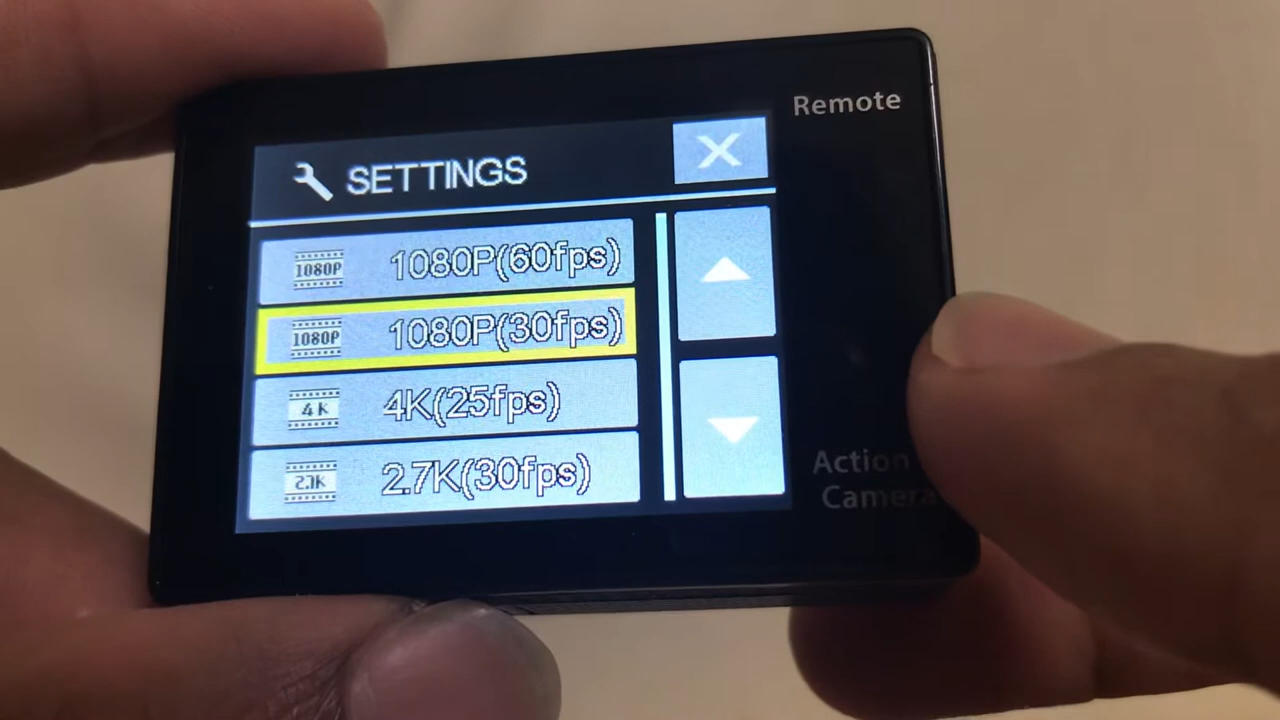 Remote
SETTINGS
1080P 1080P(60fps)
1080P 1080P(30fps)
4K 4K(25fps)
2.7K 2.7K(30fps)
Action
Camera